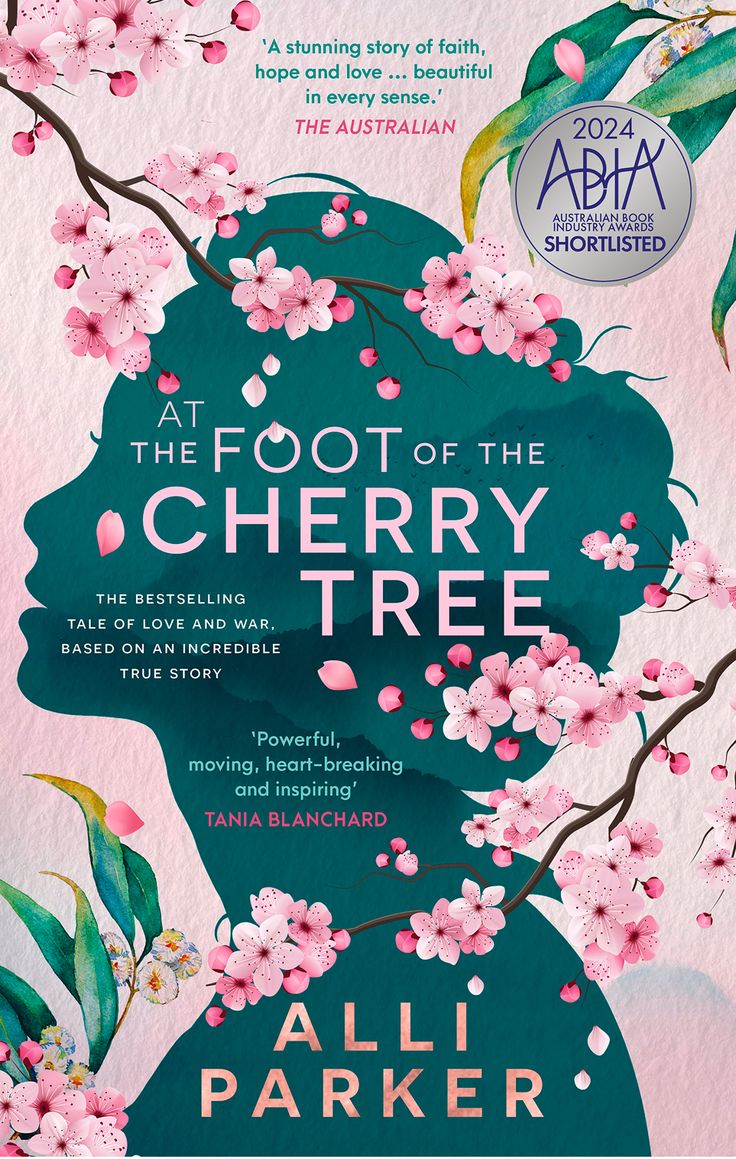 ‘A stunning story of faith,
hope and love ... beautiful
in every sense.’
THE AUSTRALIAN
2024
ABIA
AUSTRALIAN BOOK
INDUSTRY AWARDS
SHORTLISTED
AT
THE FOOT OF THE
CHERRY
TREE
THE BESTSELLING
TALE OF LOVE AND WAR,
BASED ON AN INCREDIBLE
TRUE STORY
‘Powerful,
moving, heart-breaking
and inspiring’
TANIA BLANCHARD
ALLI
PARKER